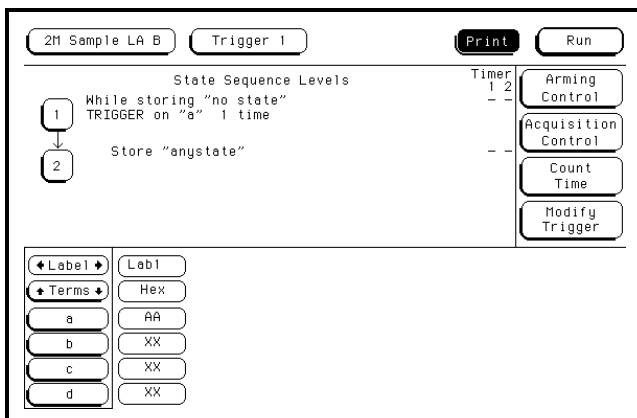 2M Sample LA B Trigger 1 Print Run
State Sequence Levels Timer
1 2
1 While storing "no state" - -
TRIGGER on "a" 1 time
2 Store "anystate" - -
Arming
Control
Acquisition
Control
Count
Time
Modify
Trigger
Label Lab1
Terms Hex
a AA
b XX
c XX
d XX